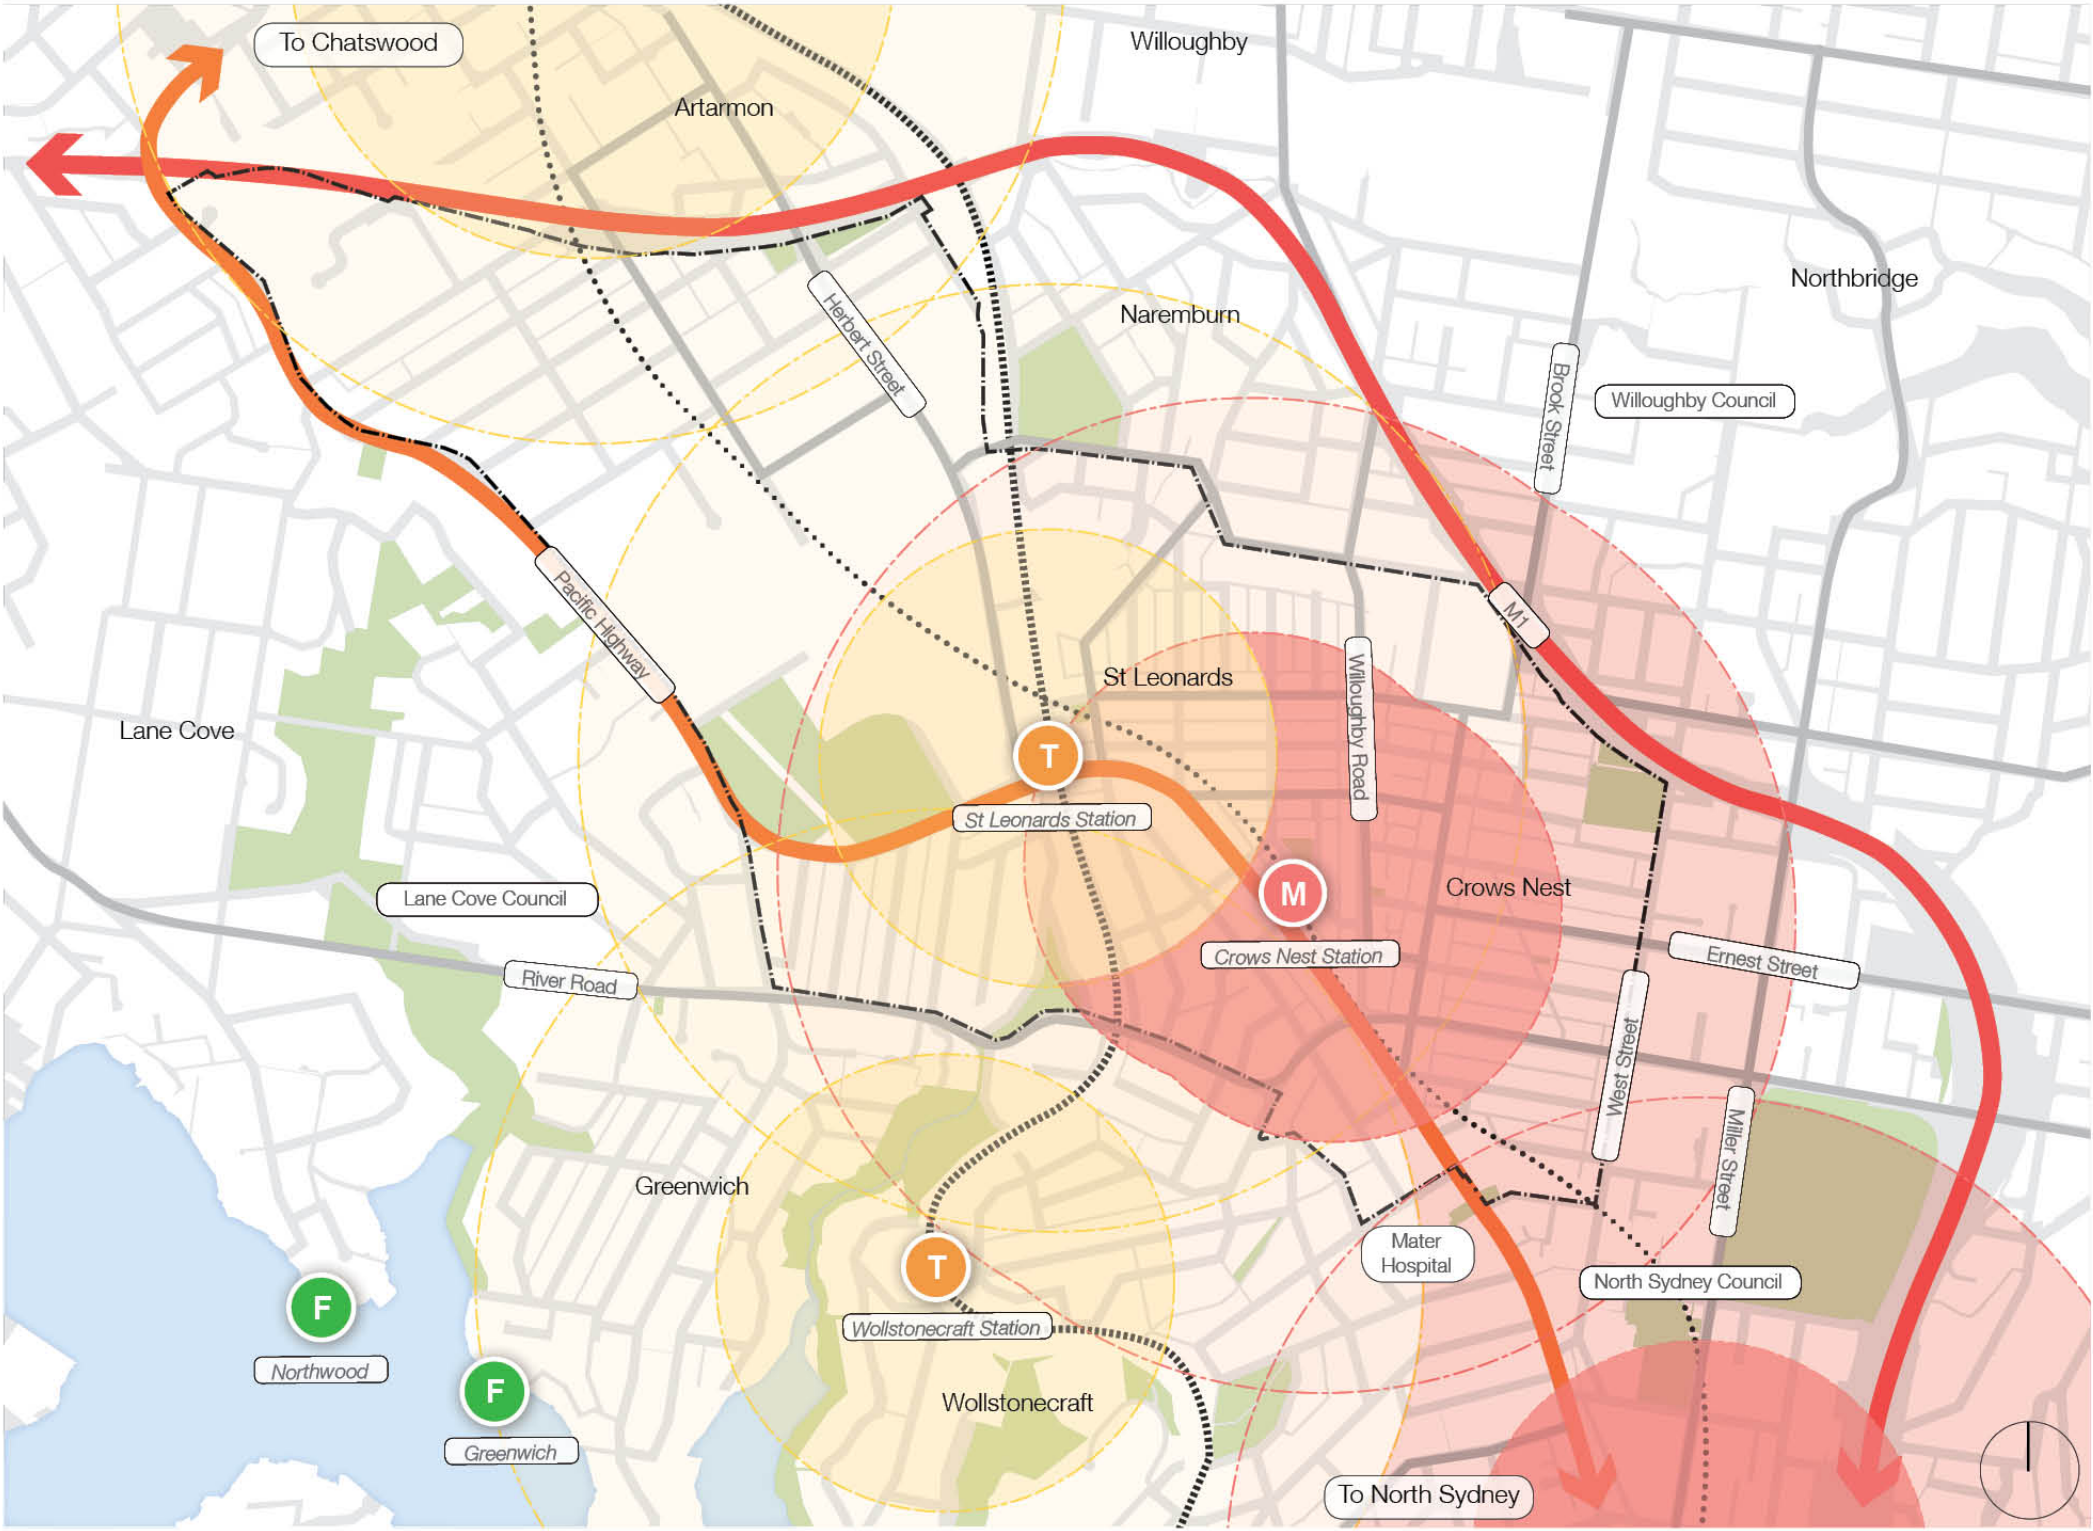 To Chatswood
Willoughby
Artarmon
Northbridge
Naremburn
Herbert Street
Brook Street
Willoughby Council
Pacific Highway
M1
St Leonards
Willoughby Road
Lane Cove
T
St Leonards Station
Crows Nest
M
Lane Cove Council
Crows Nest Station
Ernest Street
River Road
West Street
Miller Street
Greenwich
Mater
Hospital
T
North Sydney Council
F
Wollstonecraft Station
Northwood
F
Wollstonecraft
Greenwich
To North Sydney